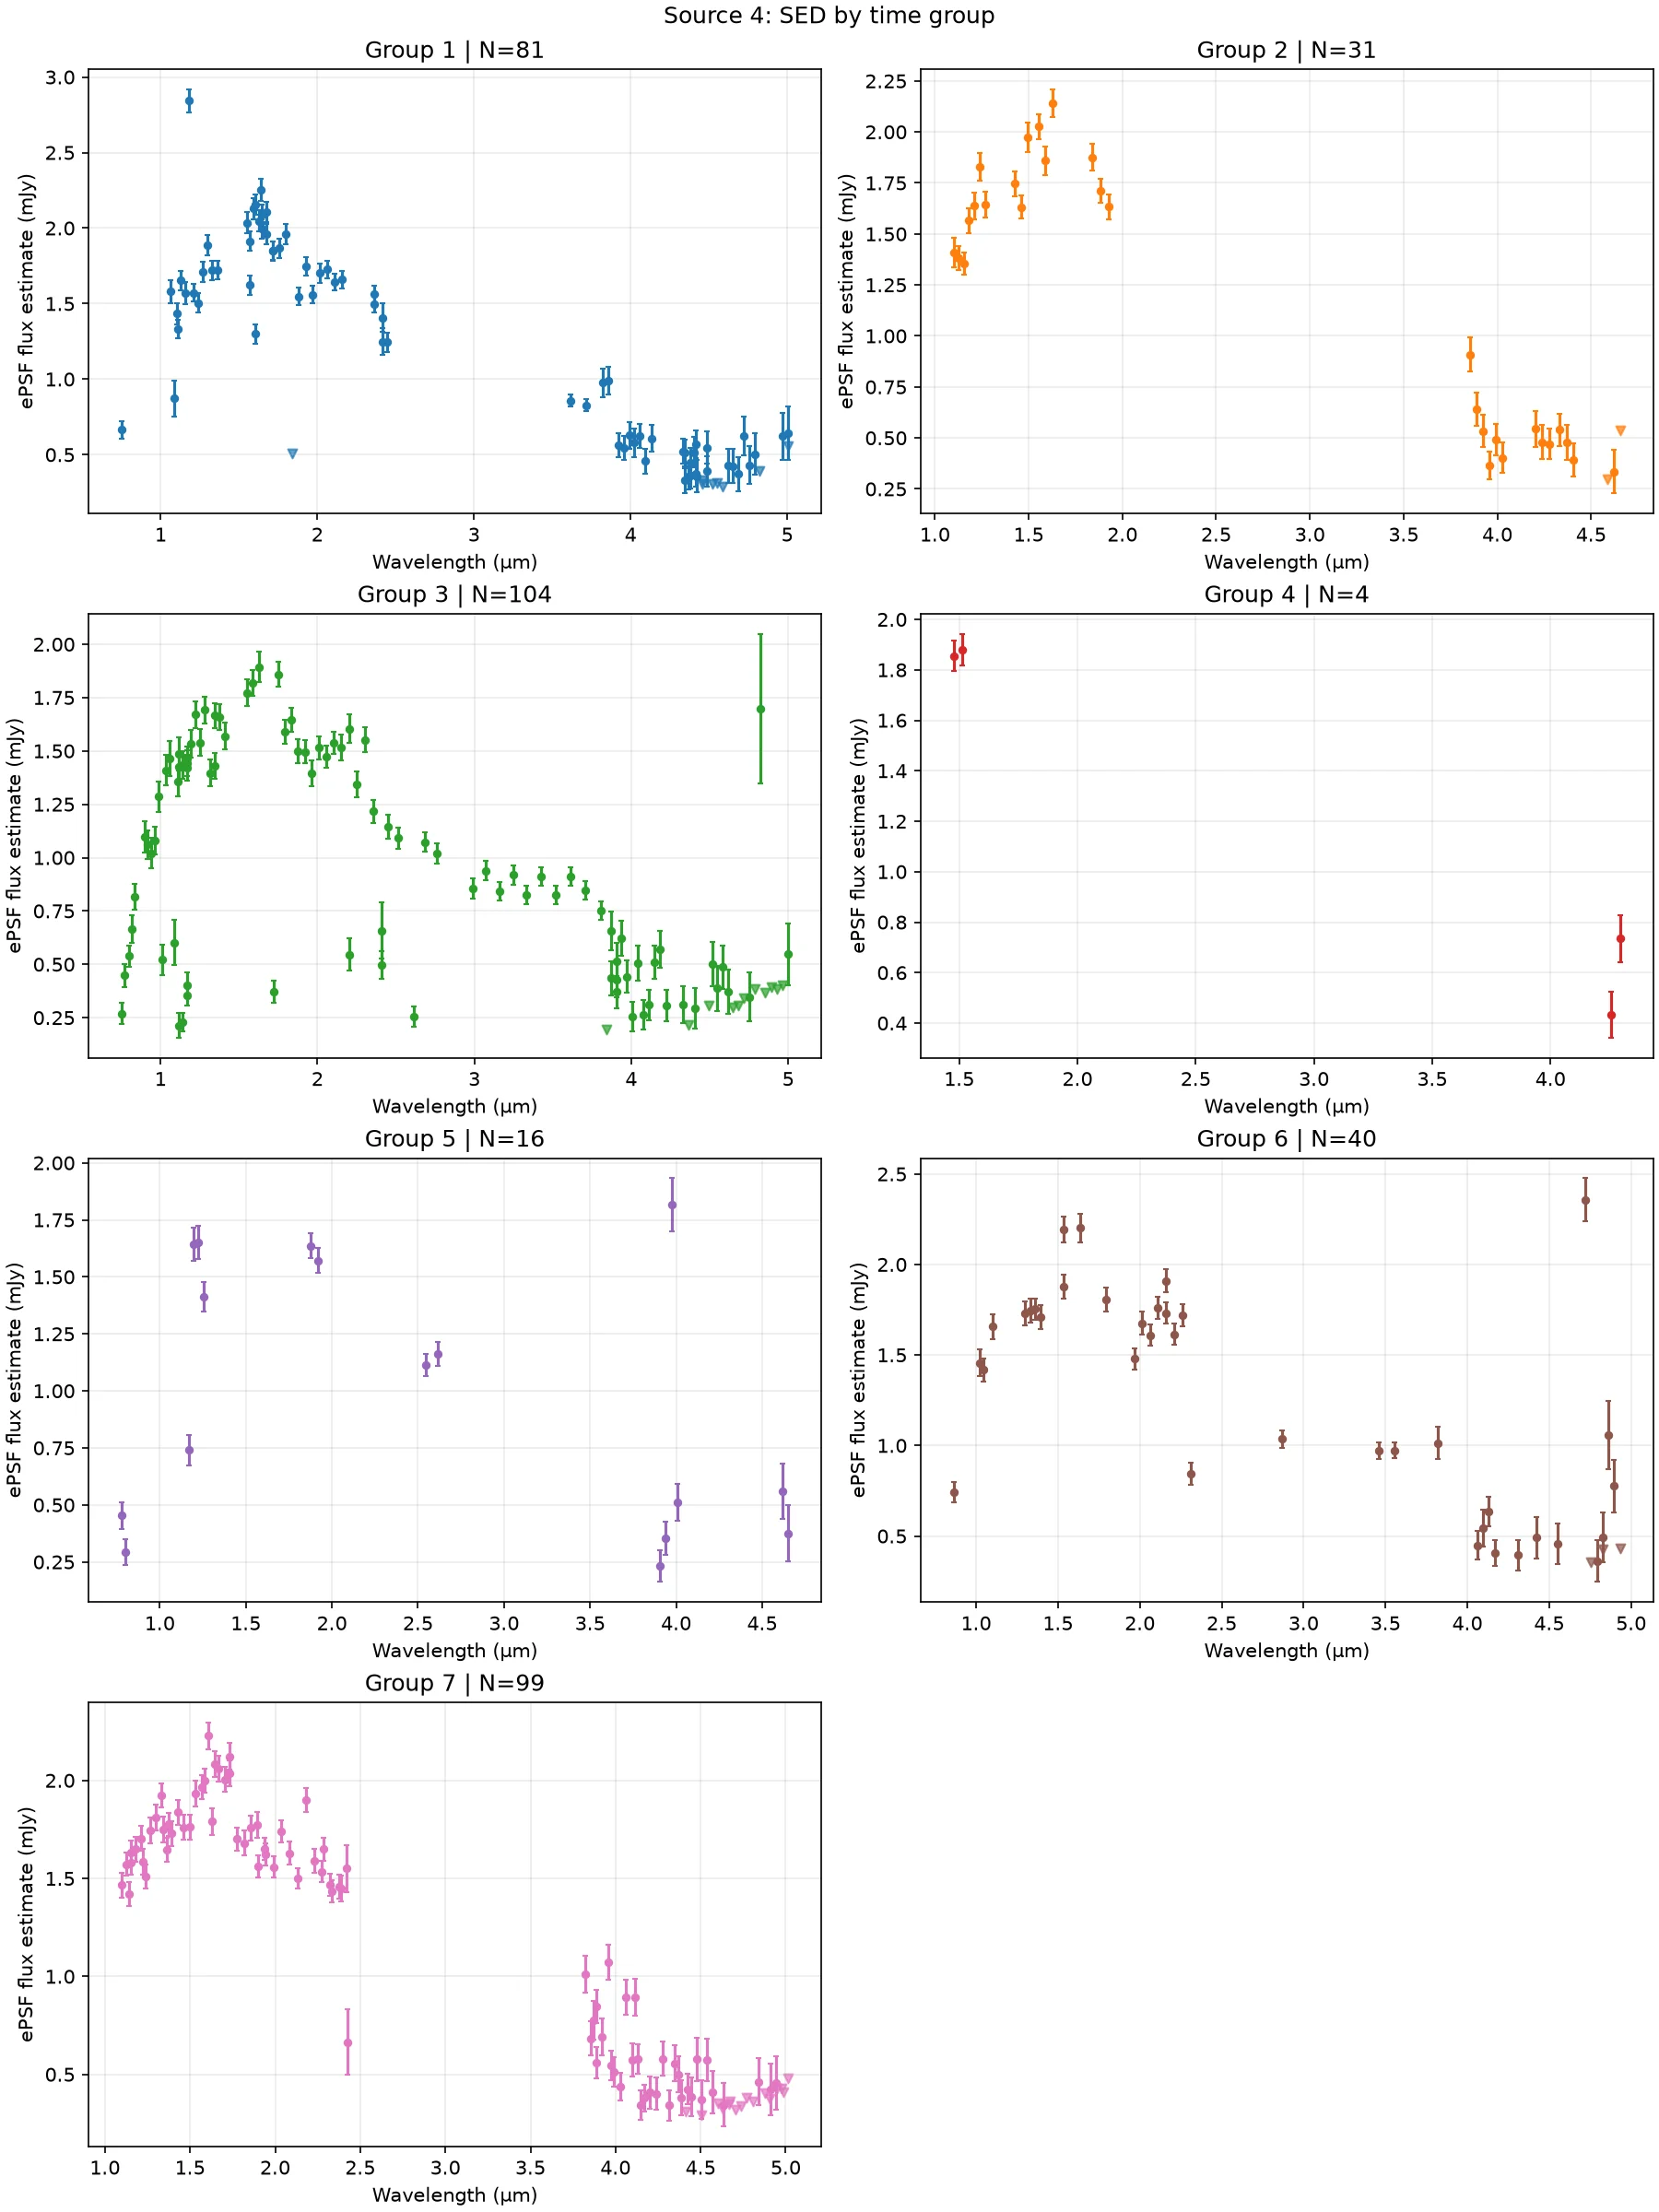 Source 4: SED by time group
Group 1 | N=81
ePSF flux estimate (mJy)
3.0
2.5
2.0
1.5
1.0
0.5
1 2 3 4 5
Wavelength (μm)
Group 2 | N=31
ePSF flux estimate (mJy)
2.25
2.00
1.75
1.50
1.25
1.00
0.75
0.50
0.25
1.0 1.5 2.0 2.5 3.0 3.5 4.0 4.5
Wavelength (μm)
Group 3 | N=104
ePSF flux estimate (mJy)
2.00
1.75
1.50
1.25
1.00
0.75
0.50
0.25
1 2 3 4 5
Wavelength (μm)
Group 4 | N=4
ePSF flux estimate (mJy)
2.0
1.8
1.6
1.4
1.2
1.0
0.8
0.6
0.4
1.5 2.0 2.5 3.0 3.5 4.0
Wavelength (μm)
Group 5 | N=16
ePSF flux estimate (mJy)
2.00
1.75
1.50
1.25
1.00
0.75
0.50
0.25
1.0 1.5 2.0 2.5 3.0 3.5 4.0 4.5
Wavelength (μm)
Group 6 | N=40
ePSF flux estimate (mJy)
2.5
2.0
1.5
1.0
0.5
1.0 1.5 2.0 2.5 3.0 3.5 4.0 4.5 5.0
Wavelength (μm)
Group 7 | N=99
ePSF flux estimate (mJy)
2.0
1.5
1.0
0.5
1.0 1.5 2.0 2.5 3.0 3.5 4.0 4.5 5.0
Wavelength (μm)